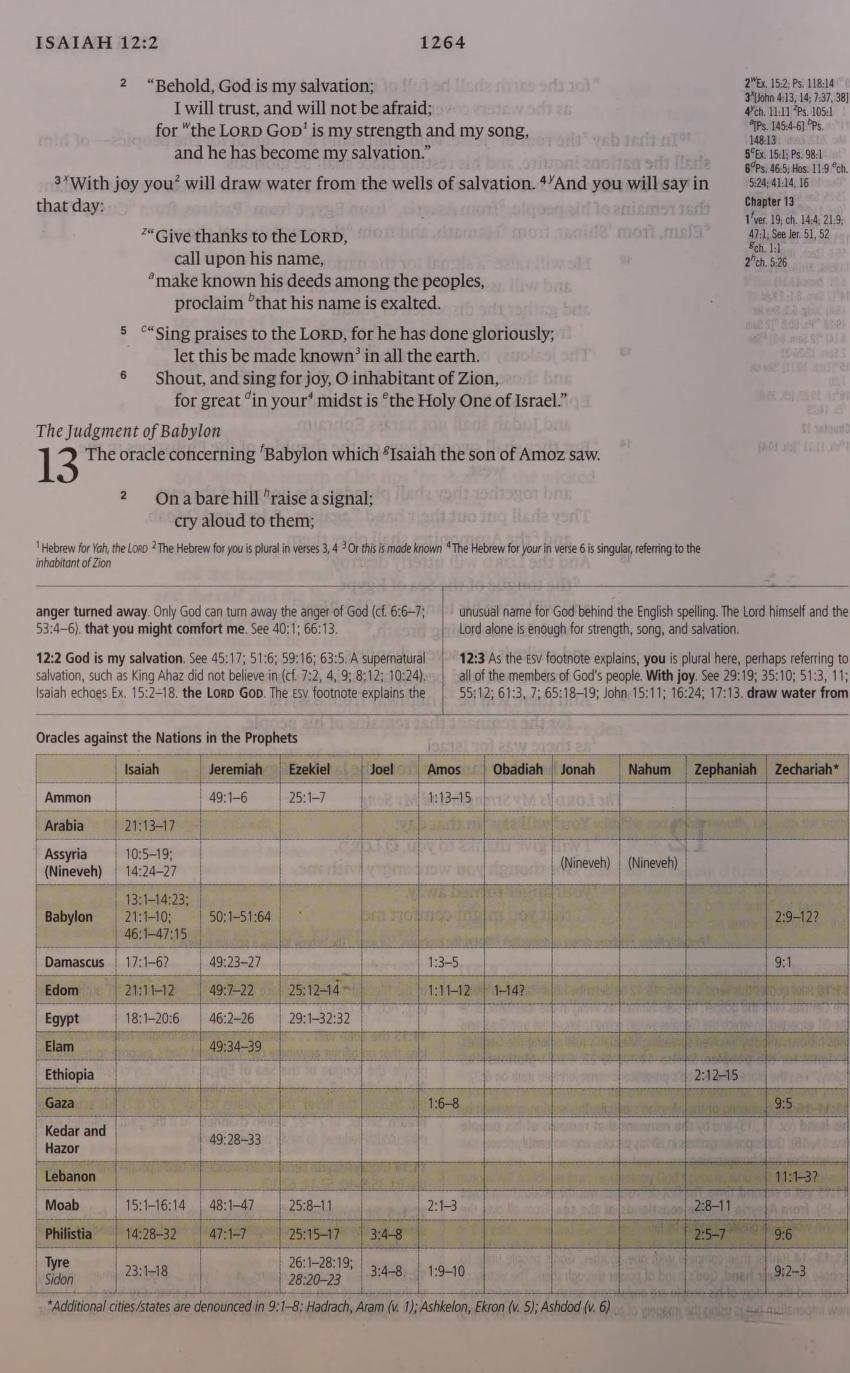 ISAIAH 12:2
1264
2 “Behold, God is my salvation;
I will trust, and will not be afraid;
for wthe LORD GOD1 is my strength and my song,
and he has become my salvation.”
3xWith joy you2 will draw water from the wells of salvation. 4yAnd you will say in
that day:
z“Give thanks to the LORD,
call upon his name,
amake known his deeds among the peoples,
proclaim bthat his name is exalted.
5 c“Sing praises to the LORD, for he has done gloriously;
let this be made known3 in all the earth.
6 Shout, and sing for joy, O inhabitant of Zion,
for great din your4 midst is ethe Holy One of Israel.”
The Judgment of Babylon
13 The oracle concerning fBabylon which gIsaiah the son of Amoz saw.
2 On a bare hill hraise a signal;
cry aloud to them;
2wEx. 15:2; Ps. 118:14
3x[John 4:13, 14; 7:37, 38]
4ych. 11:11 zPs. 105:1
a[Ps. 145:4-6] bPs.
148:13
5cEx. 15:1; Ps. 98:1
6dPs. 46:5; Hos. 11:9 ech.
5:24; 41:14, 16
Chapter 13
1fver. 19; ch. 14:4; 21:9;
47:1; See Jer. 51, 52
gch. 1:1
2hch. 5:26
1 Hebrew for Yah, the LORD 2 The Hebrew for you is plural in verses 3, 4 3 Or this is made known 4 The Hebrew for your in verse 6 is singular, referring to the
inhabitant of Zion
anger turned away. Only God can turn away the anger of God (cf. 6:6–7;
53:4–6). that you might comfort me. See 40:1; 66:13.
12:2 God is my salvation. See 45:17; 51:6; 59:16; 63:5. A supernatural
salvation, such as King Ahaz did not believe in (cf. 7:2, 4, 9; 8:12; 10:24).
Isaiah echoes Ex. 15:2–18. the LORD GOD. The ESV footnote explains the
unusual name for God behind the English spelling. The Lord himself and the
Lord alone is enough for strength, song, and salvation.
12:3 As the ESV footnote explains, you is plural here, perhaps referring to
all of the members of God's people. With joy. See 29:19; 35:10; 51:3, 11;
55:12; 61:3, 7; 65:18–19; John 15:11; 16:24; 17:13. draw water from
Oracles against the Nations in the Prophets
Isaiah Jeremiah Ezekiel Joel Amos Obadiah Jonah Nahum Zephaniah Zechariah*
Ammon 49:1–6 25:1–7 1:13–15
Arabia 21:13–17
Assyria 10:5–19;
(Nineveh) 14:24–27 (Nineveh) (Nineveh)
13:1–14:23;
Babylon 21:1–10; 50:1–51:64 2:9–12?
46:1–47:15
Damascus 17:1–6? 49:23–27 1:3–5 9:1
Edom 21:11–12 49:7–22 25:12–14 1:11–12 1–14?
Egypt 18:1–20:6 46:2–26 29:1–32:32
Elam 49:34–39
Ethiopia 2:12–15
Gaza 1:6–8 9:5
Kedar and
Hazor 49:28–33
Lebanon 11:1–3?
Moab 15:1–16:14 48:1–47 25:8–11 2:1–3 2:8–11
Philistia 14:28–32 47:1–7 25:15–17 3:4–8 2:5–7 9:6
Tyre 23:1–18 26:1–28:19; 3:4–8 1:9–10 9:2–3
Sidon 28:20–23
*Additional cities/states are denounced in 9:1–8: Hadrach, Aram (v. 1); Ashkelon, Ekron (v. 5); Ashdod (v. 6)